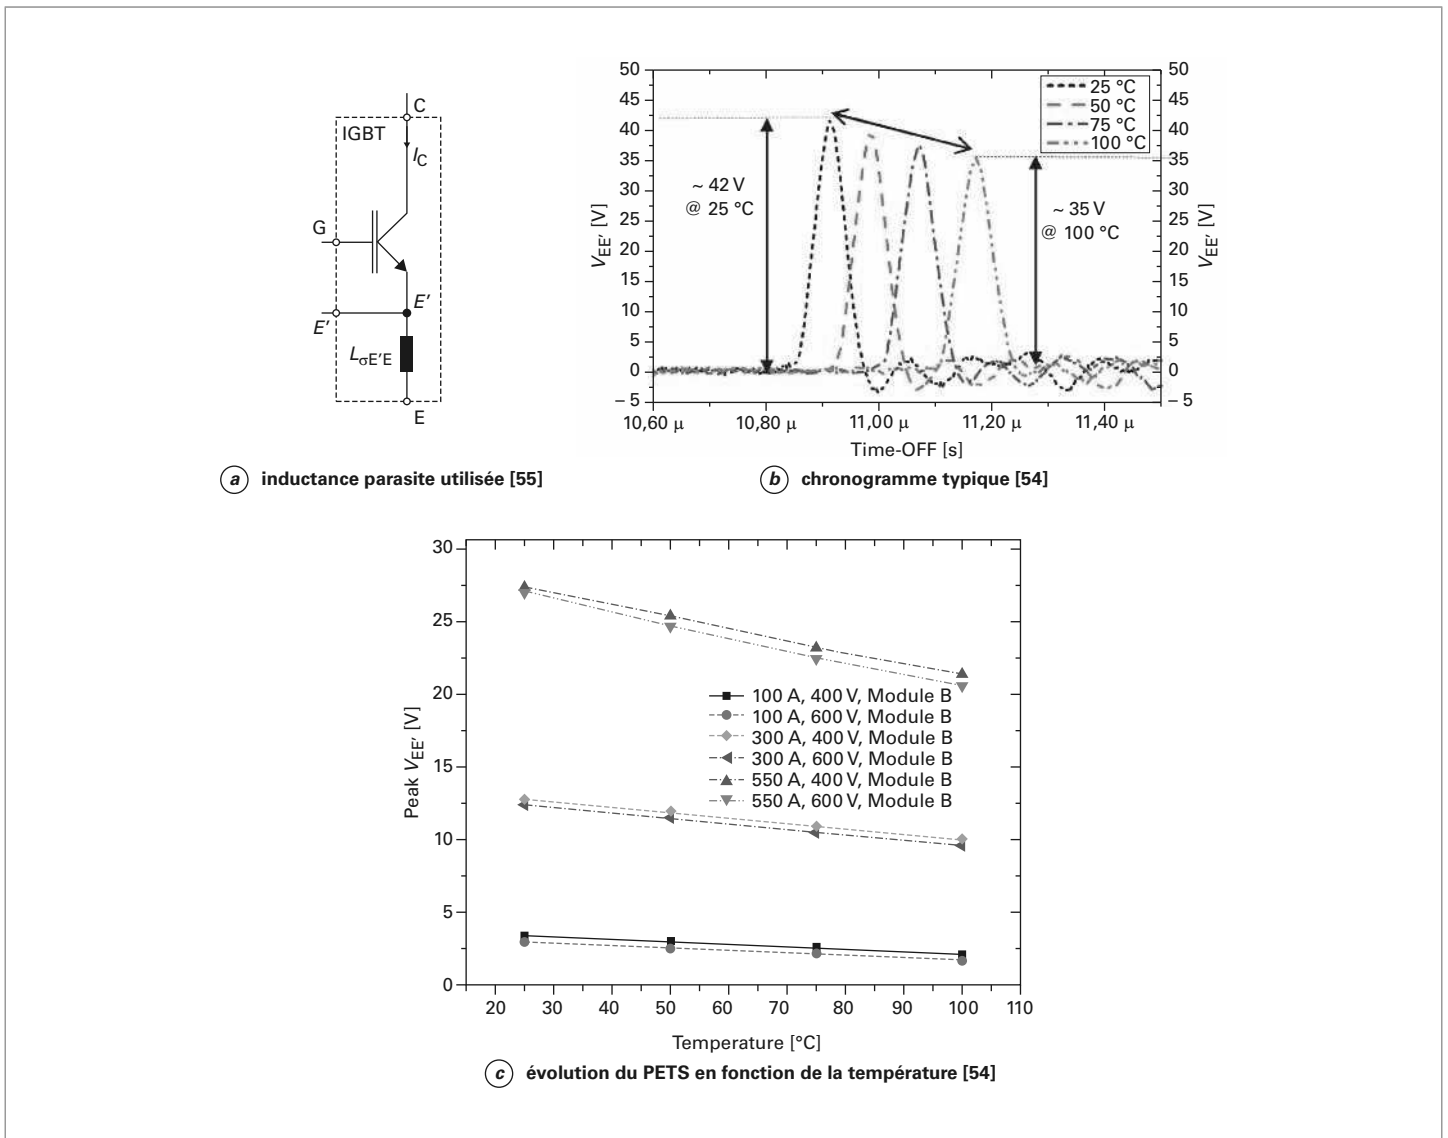 C
IGBT
I_C
G
E'
E'
L_σE'E
E
a inductance parasite utilisée [55]
50
45
40
35
30
25
20
15
10
5
0
– 5
V_EE' [V]
~ 42 V
@ 25 °C
25 °C
50 °C
75 °C
100 °C
~ 35 V
@ 100 °C
50
45
40
35
30
25
20
15
10
5
0
– 5
V_EE' [V]
10,60 µ 10,80 µ 11,00 µ 11,20 µ 11,40 µ
Time-OFF [s]
b chronogramme typique [54]
30
25
20
15
10
5
0
Peak V_EE' [V]
100 A, 400 V, Module B
100 A, 600 V, Module B
300 A, 400 V, Module B
300 A, 600 V, Module B
550 A, 400 V, Module B
550 A, 600 V, Module B
20 30 40 50 60 70 80 90 100 110
Temperature [°C]
c évolution du PETS en fonction de la température [54]